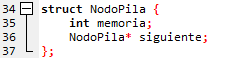 34 struct NodoPila {
35 int memoria;
36 NodoPila* siguiente;
37 };